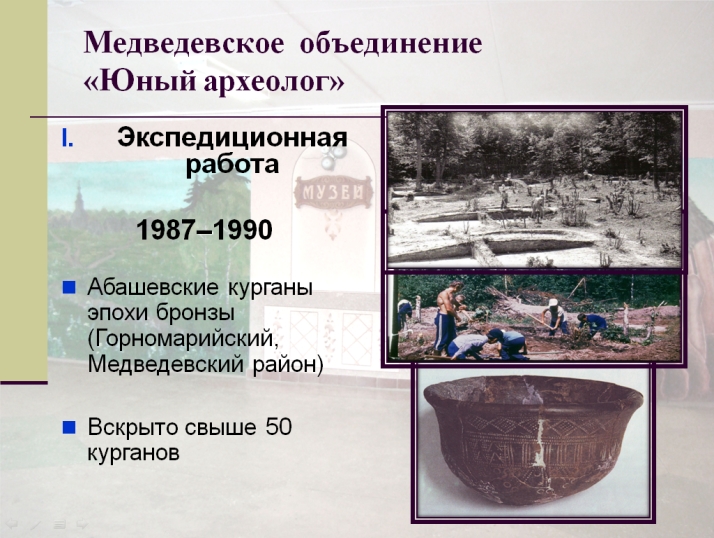 Медведевское объединение
«Юный археолог»
I. Экспедиционная
работа
1987–1990
Абашевские курганы
эпохи бронзы
(Горномарийский,
Медведевский район)
Вскрыто свыше 50
курганов
МУЗЕЙ